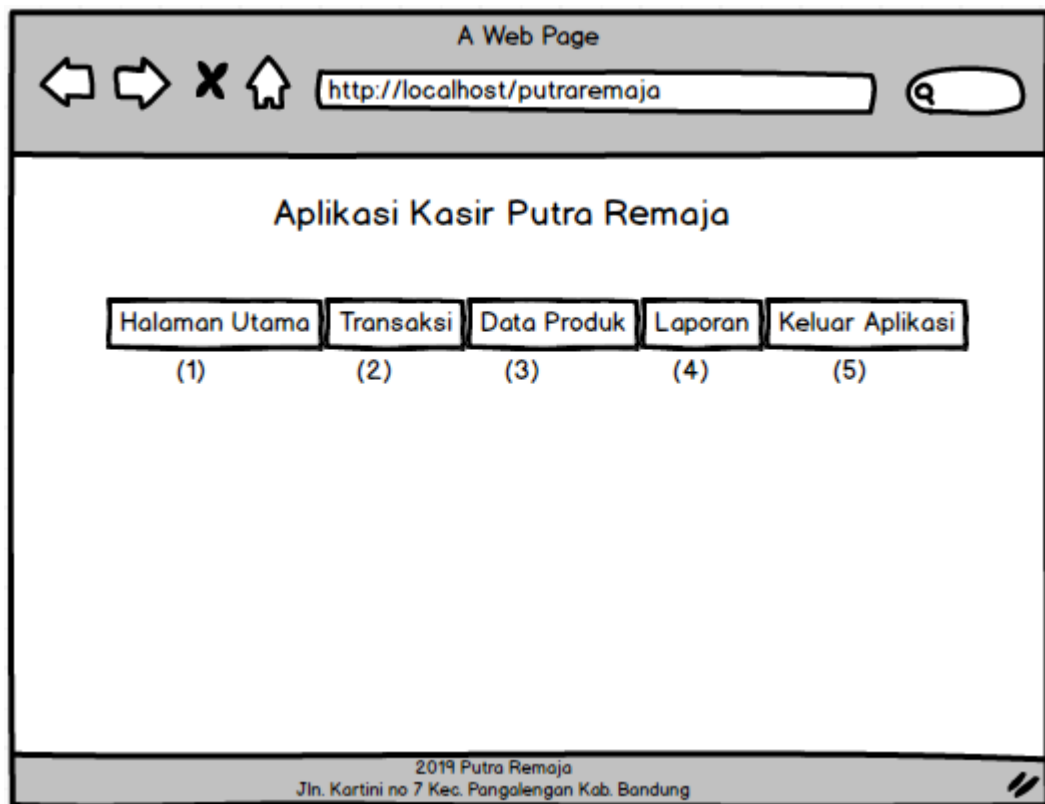 A Web Page
http://localhost/putraremaja
Aplikasi Kasir Putra Remaja
Halaman Utama Transaksi Data Produk Laporan Keluar Aplikasi
(1) (2) (3) (4) (5)
2019 Putra Remaja
Jln. Kartini no 7 Kec. Pangalengan Kab. Bandung